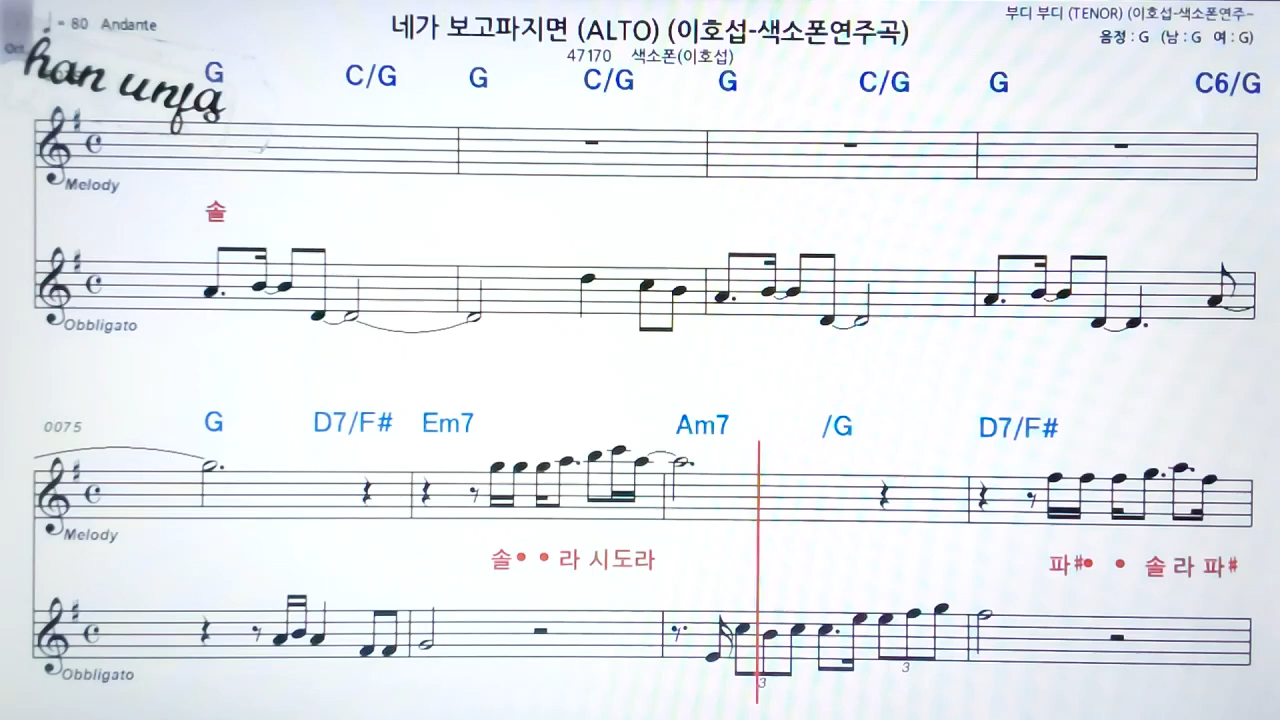 ♩= 80 Andante
네가 보고파지면 (ALTO) (이호섭-색소폰연주곡)
부디 부디 (TENOR) (이호섭-색소폰연주~
음정 : G (남 : G 여 : G)
47170 색소폰(이호섭)
G C/G G C/G G C/G G C6/G
Melody
솔
Obbligato
0075 G D7/F# Em7 Am7 /G D7/F#
Melody
솔 • • 라 시도라 파# • • 솔 라 파#
Obbligato
3 3